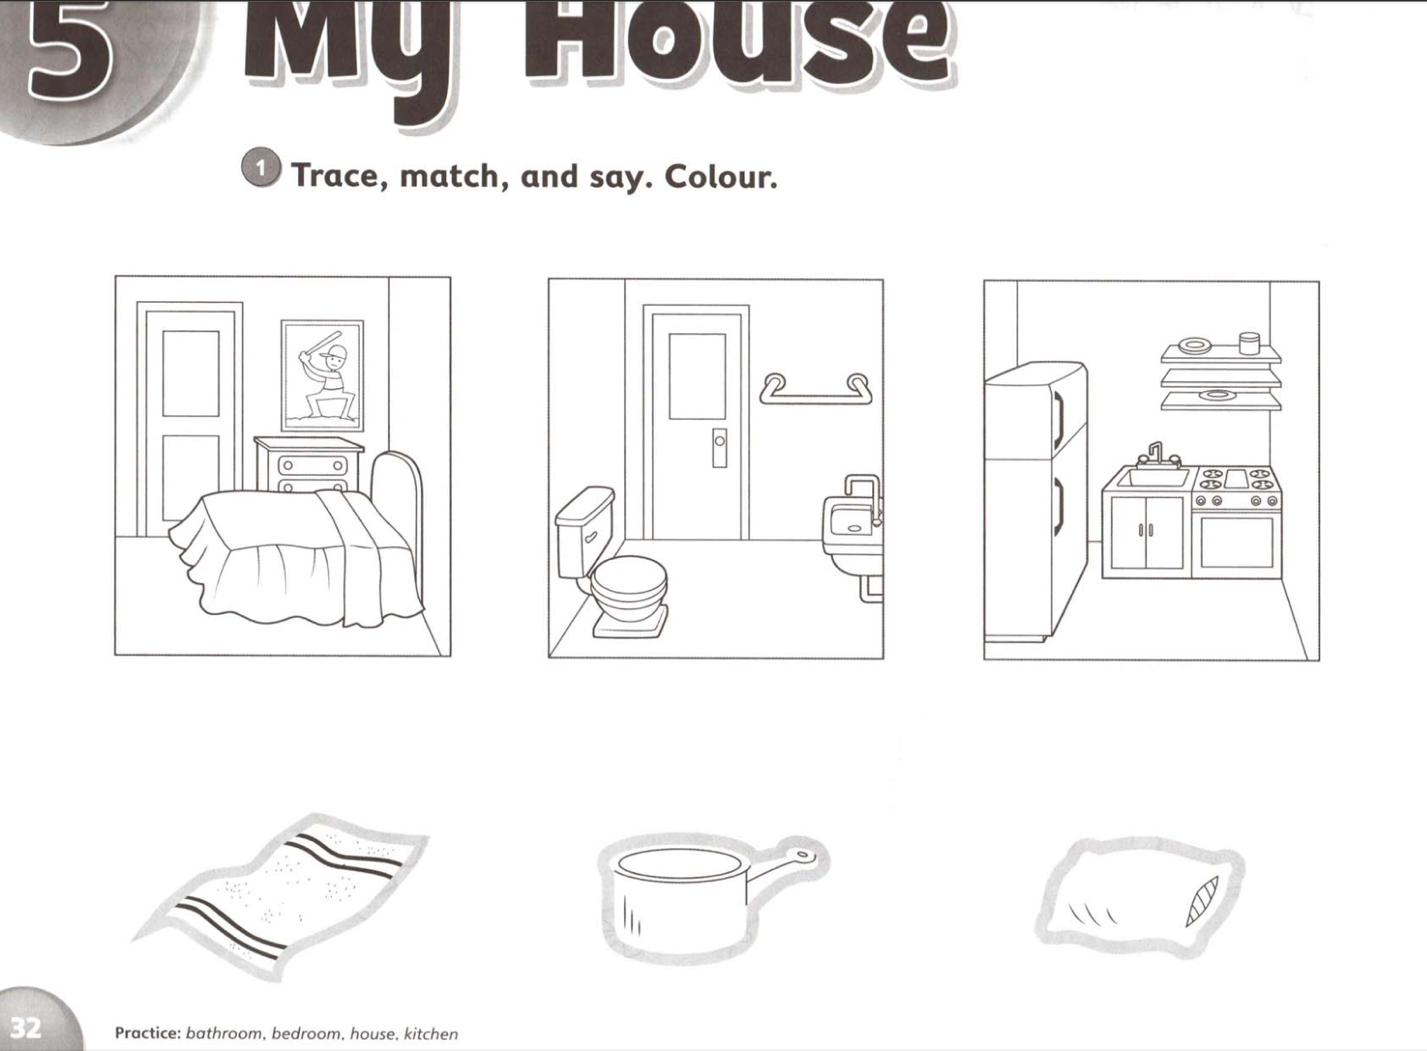 5 My House
1 Trace, match, and say. Colour.
32
Practice: bathroom, bedroom, house, kitchen